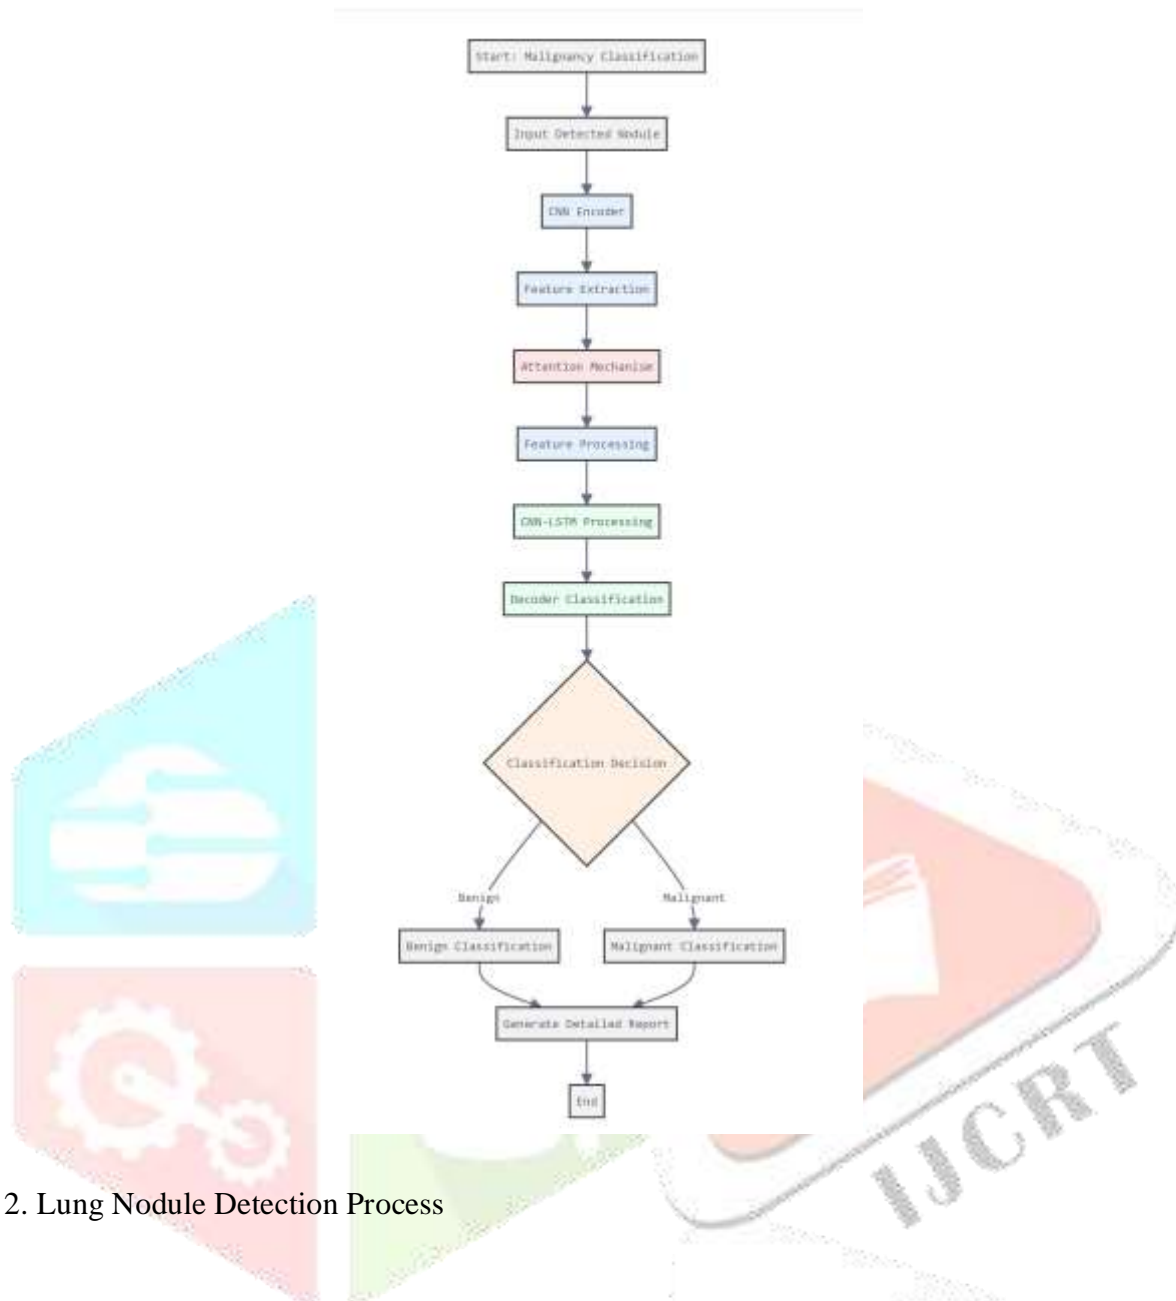 Start: Malignancy Classification
Input Detected Nodule
CNN Encoder
Feature Extraction
Attention Mechanism
Feature Processing
CNN-LSTM Processing
Decoder Classification
Classification Decision
Benign
Malignant
Benign Classification
Malignant Classification
Generate Detailed Report
End
IJCRT
2. Lung Nodule Detection Process